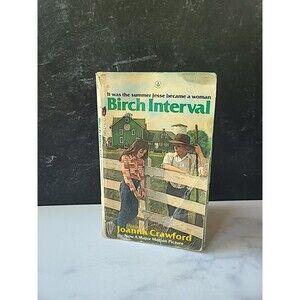 It was the summer Jesse became a woman
Birch Interval
Joanna Crawford
Now A Major Motion Picture